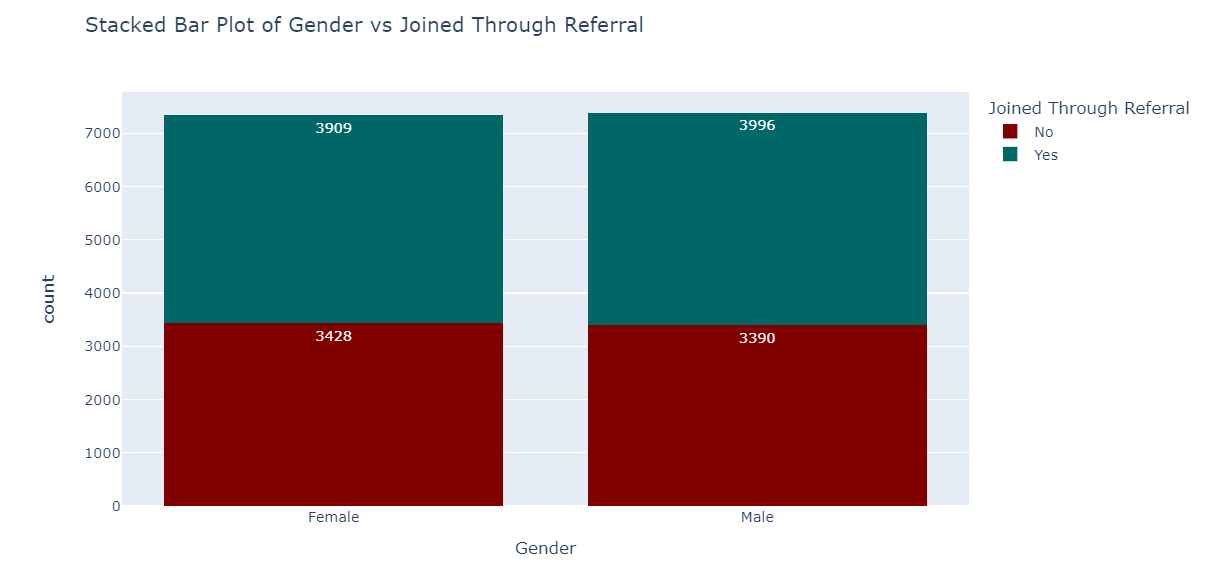 Stacked Bar Plot of Gender vs Joined Through Referral
Joined Through Referral
No
Yes
count
7000
6000
5000
4000
3000
2000
1000
0
3909
3996
3428
3390
Female
Male
Gender